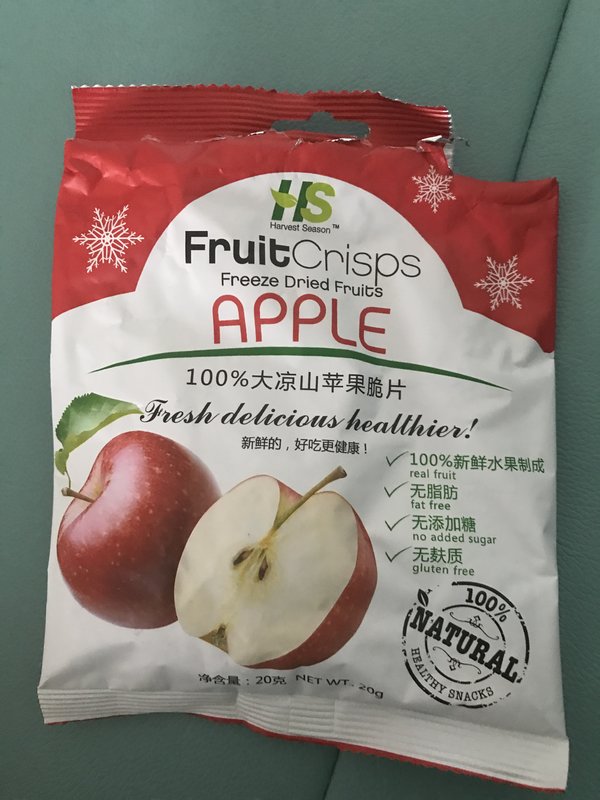 HS
Harvest Season™
FruitCrisps
Freeze Dried Fruits
APPLE
100%大凉山苹果脆片
Fresh delicious healthier!
新鲜的，好吃更健康！
100%新鲜水果制成
real fruit
无脂肪
fat free
无添加糖
no added sugar
无麸质
gluten free
100%
NATURAL
HEALTHY SNACKS
净含量：20克 NET WT.:20g